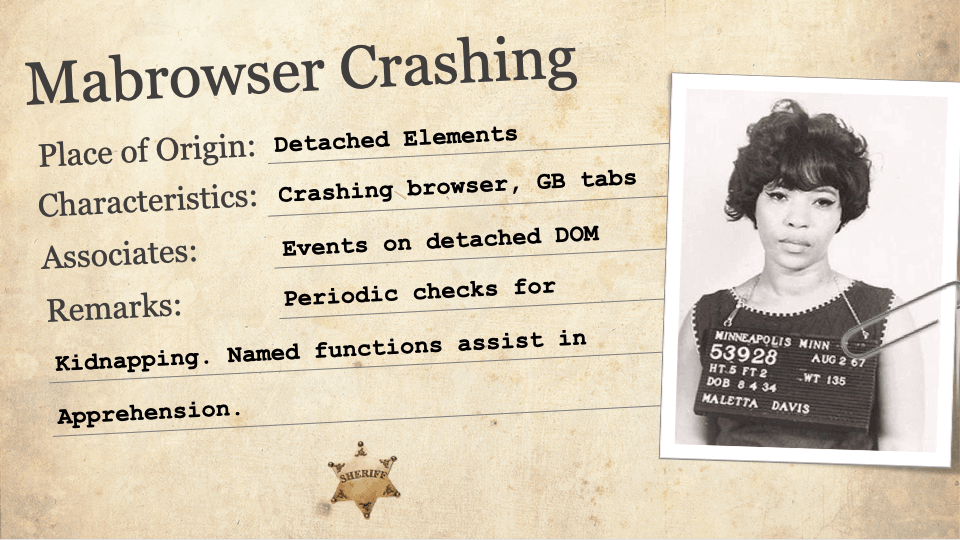 Mabrowser Crashing
Place of Origin: Detached Elements
Characteristics: Crashing browser, GB tabs
Associates: Events on detached DOM
Remarks: Periodic checks for
Kidnapping. Named functions assist in
Apprehension.
SHERIFF
MINNEAPOLIS MINN
53928 AUG 2 67
HT.5 FT 2 WT 135
DOB 8 4 34
MALETTA DAVIS